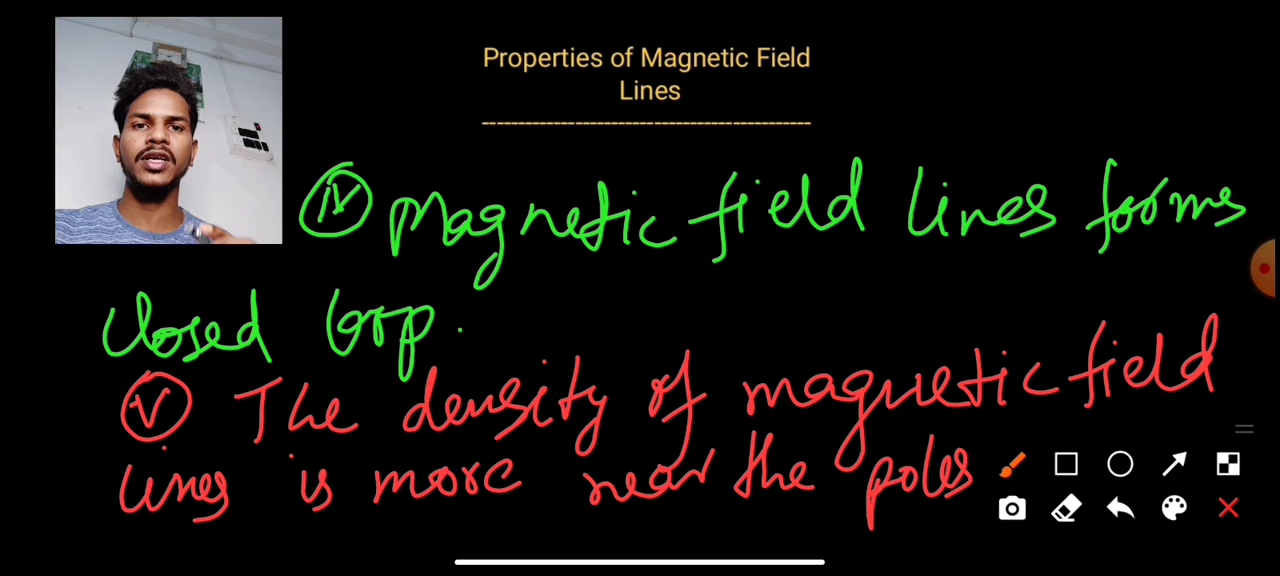 Properties of Magnetic Field
Lines
---------------------------------------------
(iv) Magnetic field lines forms
closed loop.
(v) The density of magnetic field
lines is more near the poles